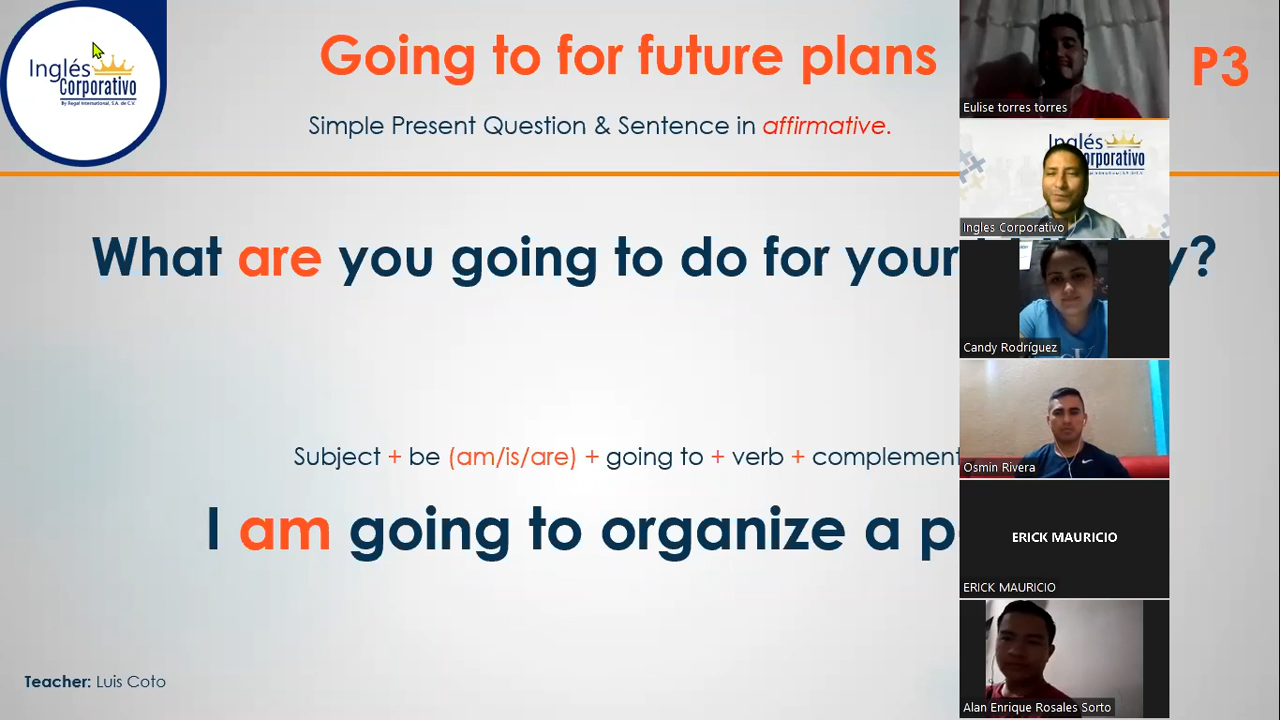 Inglés
Corporativo
By Regal International, S.A. de C.V.
Going to for future plans
P3
Simple Present Question & Sentence in affirmative.
What are you going to do for your
Subject + be (am/is/are) + going to + verb + complement
I am going to organize a
Teacher: Luis Coto
Eulise torres torres
Inglés
orporativo
Ingles Corporativo
Candy Rodríguez
Osmin Rivera
ERICK MAURICIO
ERICK MAURICIO
Alan Enrique Rosales Sorto